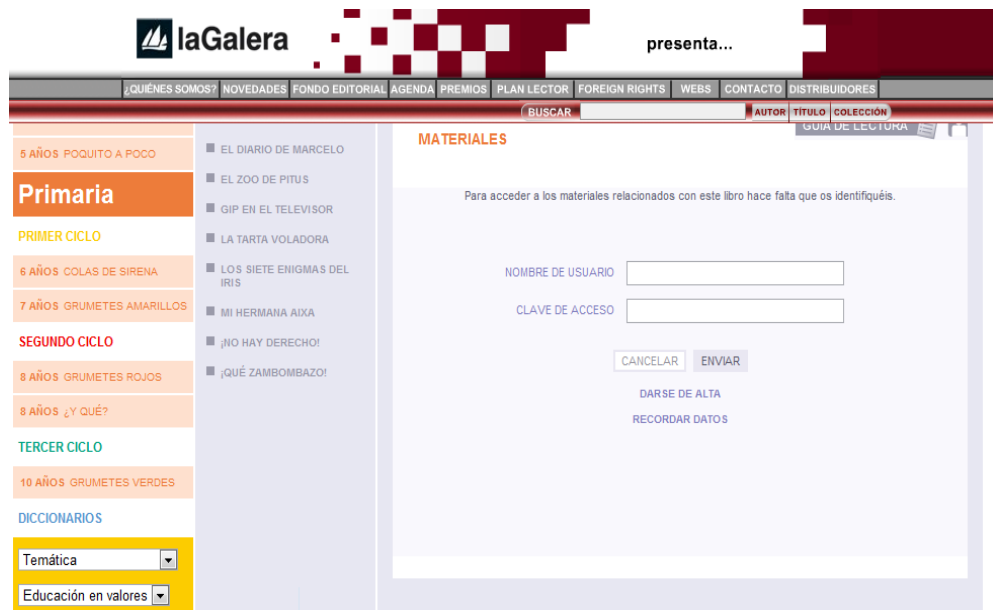 laGalera
presenta...
¿QUIÉNES SOMOS? NOVEDADES FONDO EDITORIAL AGENDA PREMIOS PLAN LECTOR FOREIGN RIGHTS WEBS CONTACTO DISTRIBUIDORES
BUSCAR AUTOR TÍTULO COLECCIÓN
5 AÑOS POQUITO A POCO
Primaria
PRIMER CICLO
6 AÑOS COLAS DE SIRENA
7 AÑOS GRUMETES AMARILLOS
SEGUNDO CICLO
8 AÑOS GRUMETES ROJOS
8 AÑOS ¿Y QUÉ?
TERCER CICLO
10 AÑOS GRUMETES VERDES
DICCIONARIOS
Temática
Educación en valores
EL DIARIO DE MARCELO
EL ZOO DE PITUS
GIP EN EL TELEVISOR
LA TARTA VOLADORA
LOS SIETE ENIGMAS DEL
IRIS
MI HERMANA AIXA
¡NO HAY DERECHO!
¡QUÉ ZAMBOMBAZO!
GUÍA DE LECTURA
MATERIALES
Para acceder a los materiales relacionados con este libro hace falta que os identifiquéis.
NOMBRE DE USUARIO
CLAVE DE ACCESO
CANCELAR ENVIAR
DARSE DE ALTA
RECORDAR DATOS